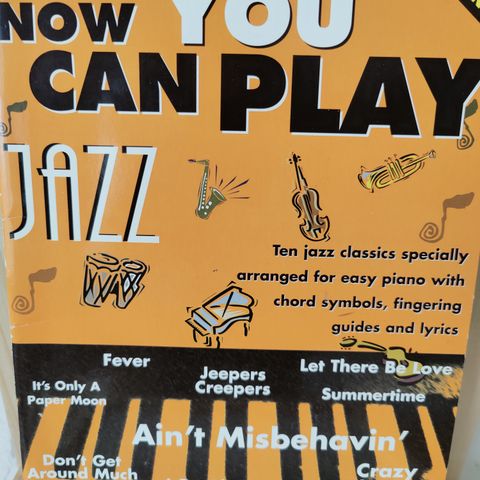 NOW YOU
CAN PLAY
JAZZ
Ten jazz classics specially
arranged for easy piano with
chord symbols, fingering
guides and lyrics
Fever
Jeepers
Creepers
Let There Be Love
It's Only A
Paper Moon
Summertime
Ain't Misbehavin'
Don't Get
Around Much
Crazy